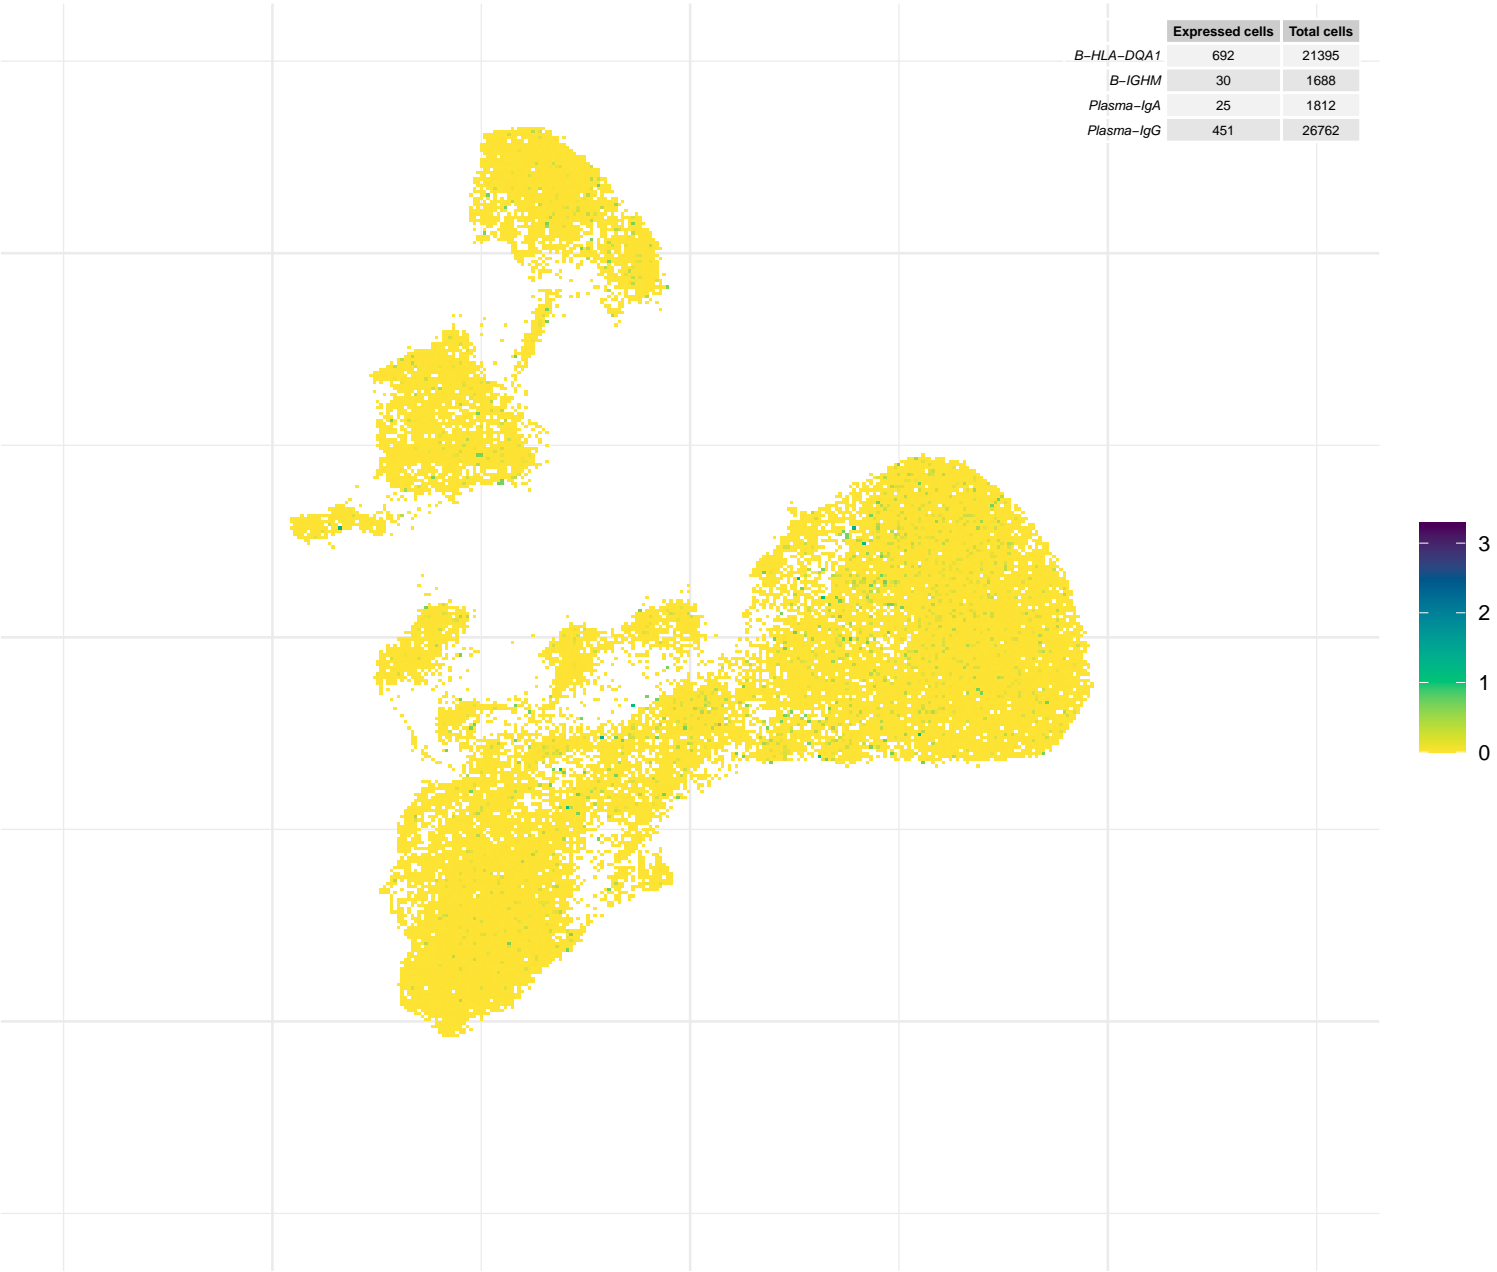 Expressed cells Total cells
B−HLA−DQA1 692 21395
B−IGHM 30 1688
Plasma−IgA 25 1812
Plasma−IgG 451 26762
3
2
1
0